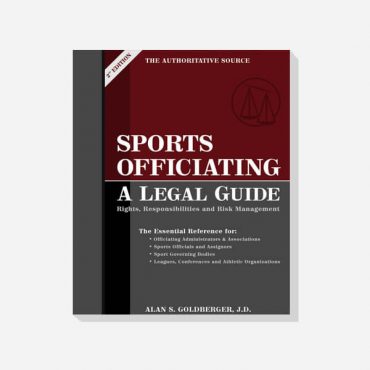 2ND EDITION
THE AUTHORITATIVE SOURCE
SPORTS
OFFICIATING
A LEGAL GUIDE
Rights, Responsibilities and Risk Management
The Essential Reference for:
• Officiating Administrators & Associations
• Sports Officials and Assignors
• Sport Governing Bodies
• Leagues, Conferences and Athletic Organizations
ALAN S. GOLDBERGER, J.D.